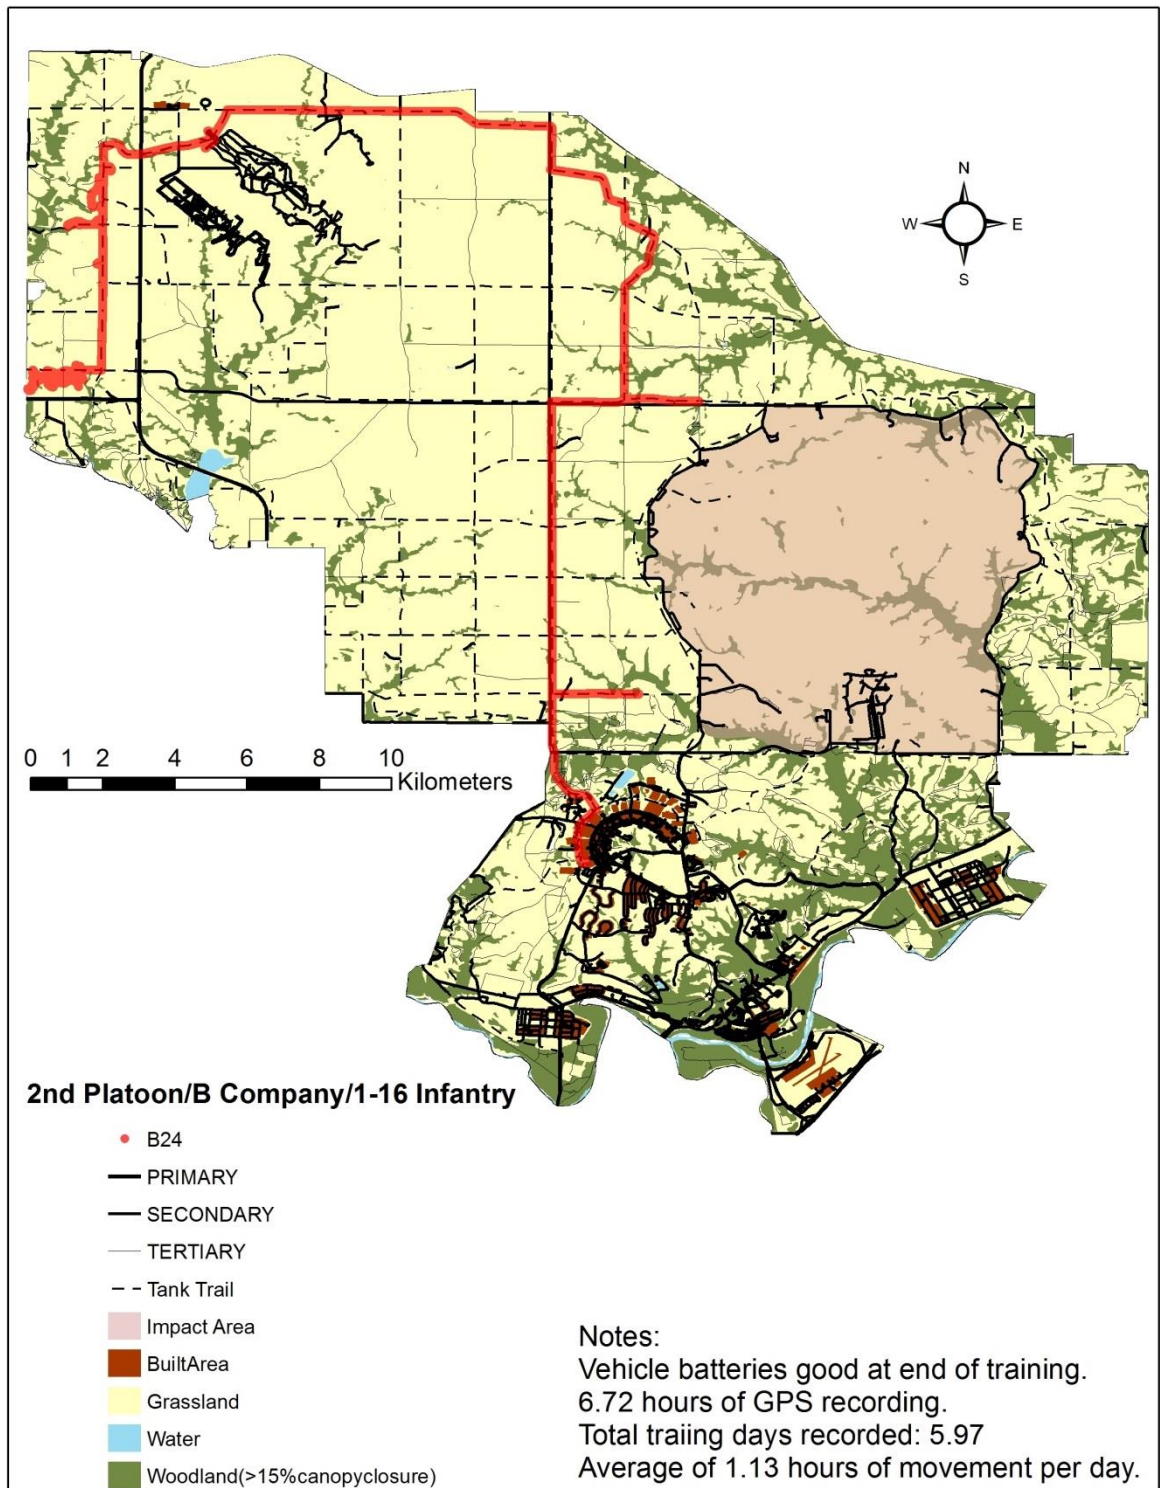 N
W
E
S
0 1 2 4 6 8 10
Kilometers
2nd Platoon/B Company/1-16 Infantry
B24
PRIMARY
SECONDARY
TERTIARY
Tank Trail
Impact Area
BuiltArea
Grassland
Water
Woodland(>15%canopyclosure)
Notes:
Vehicle batteries good at end of training.
6.72 hours of GPS recording.
Total traiing days recorded: 5.97
Average of 1.13 hours of movement per day.